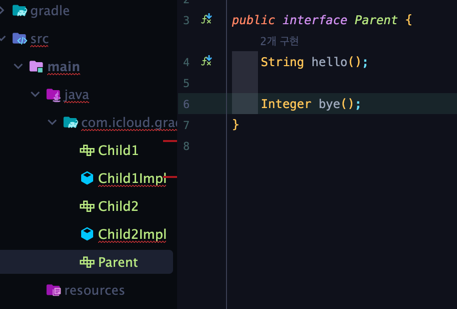 gradle
src
main
java
com.icloud.gra
Child1
Child1Impl
Child2
Child2Impl
Parent
resources
3 public interface Parent {
2개 구현
4 String hello();
5
6 Integer bye();
7 }
8